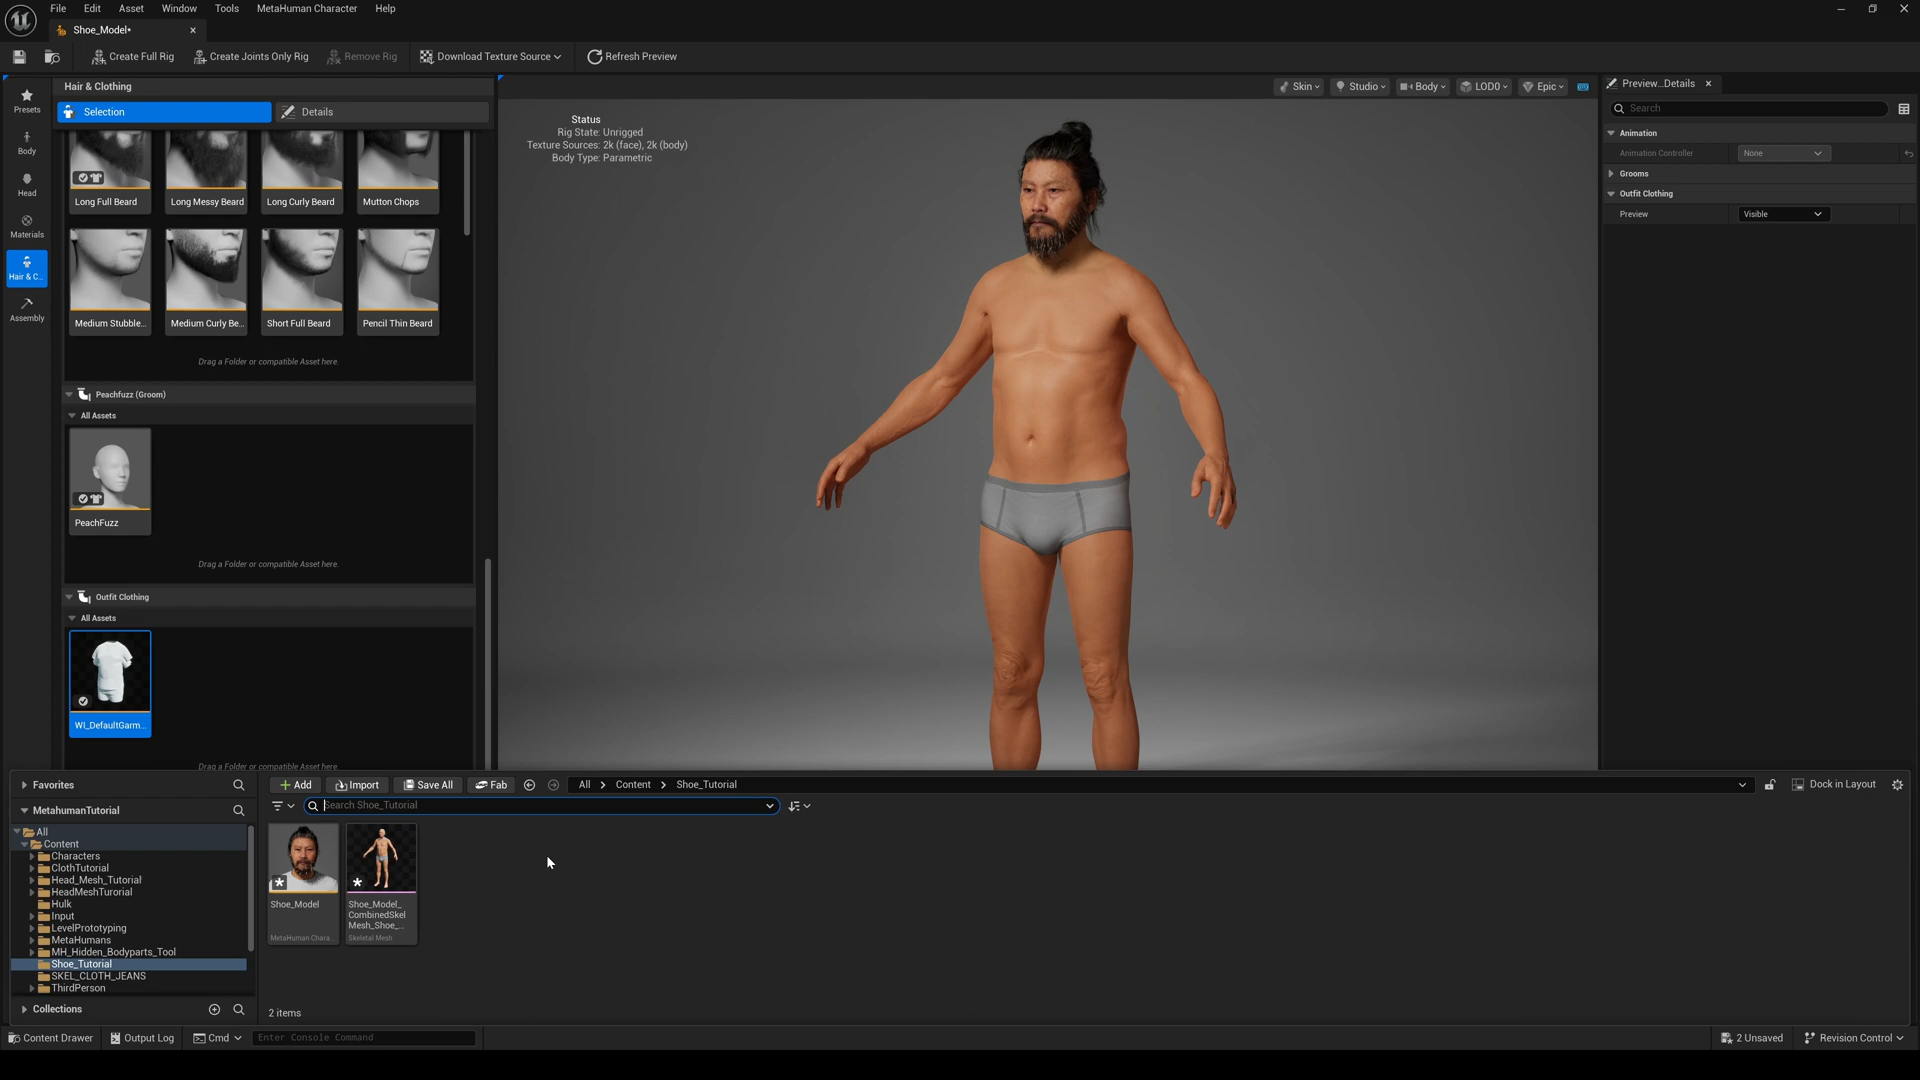 File Edit Asset Window Tools MetaHuman Character Help
Shoe_Model•
Create Full Rig Create Joints Only Rig Remove Rig Download Texture Source Refresh Preview
Hair & Clothing
Selection Details
Presets
Body
Head
Materials
Hair & C...
Assembly
Long Full Beard Long Messy Beard Long Curly Beard Mutton Chops
Medium Stubble... Medium Curly Be... Short Full Beard Pencil Thin Beard
Drag a Folder or compatible Asset here.
Peachfuzz (Groom)
All Assets
PeachFuzz
Drag a Folder or compatible Asset here.
Outfit Clothing
All Assets
WI_DefaultGarm...
Drag a Folder or compatible Asset here.
Skin Studio Body LOD0 Epic
Status
Rig State: Unrigged
Texture Sources: 2k (face), 2k (body)
Body Type: Parametric
Preview...Details
Search
Animation
Animation Controller None
Grooms
Outfit Clothing
Preview Visible
Favorites
MetahumanTutorial
All
Content
Characters
ClothTutorial
Head_Mesh_Tutorial
HeadMeshTurorial
Hulk
Input
LevelPrototyping
MetaHumans
MH_Hidden_Bodyparts_Tool
Shoe_Tutorial
SKEL_CLOTH_JEANS
ThirdPerson
Collections
Add Import Save All Fab All > Content > Shoe_Tutorial Dock in Layout
Search Shoe_Tutorial
Shoe_Model
MetaHuman Chara...
Shoe_Model_
CombinedSkel
Mesh_Shoe_...
Skeletal Mesh
2 items
Content Drawer Output Log Cmd Enter Console Command 2 Unsaved Revision Control